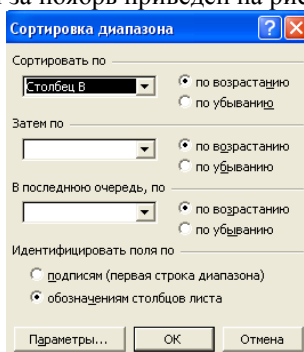 за ноябрь приведен на рис
Сортировка диапазона
Сортировать по
Столбец B
по возрастанию
по убыванию
Затем по
по возрастанию
по убыванию
В последнюю очередь, по
по возрастанию
по убыванию
Идентифицировать поля по
подписям (первая строка диапазона)
обозначениям столбцов листа
Параметры... ОК Отмена